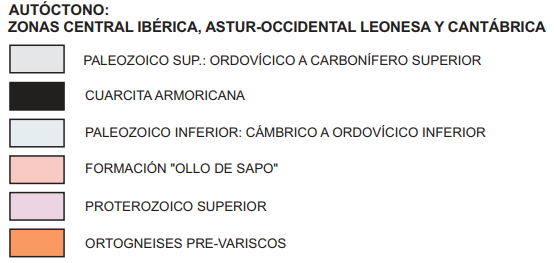 AUTÓCTONO:
ZONAS CENTRAL IBÉRICA, ASTUR-OCCIDENTAL LEONESA Y CANTÁBRICA
PALEOZOICO SUP.: ORDOVÍCICO A CARBONÍFERO SUPERIOR
CUARCITA ARMORICANA
PALEOZOICO INFERIOR: CÁMBRICO A ORDOVÍCICO INFERIOR
FORMACIÓN "OLLO DE SAPO"
PROTEROZOICO SUPERIOR
ORTOGNEISES PRE-VARISCOS